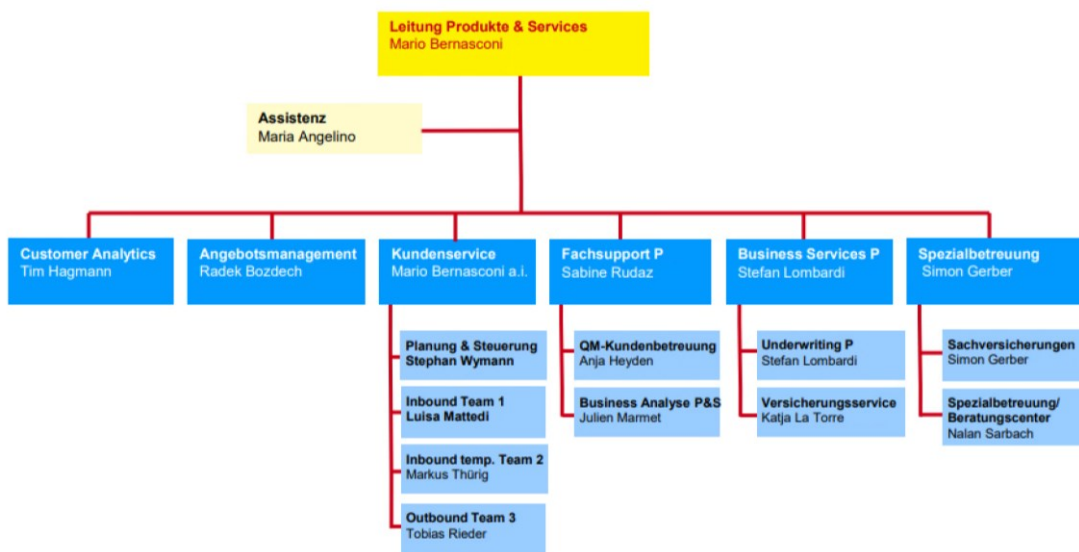 Leitung Produkte & Services
Mario Bernasconi
Assistenz
Maria Angelino
Customer Analytics
Tim Hagmann
Angebotsmanagement
Radek Bozdech
Kundenservice
Mario Bernasconi a.i.
Fachsupport P
Sabine Rudaz
Business Services P
Stefan Lombardi
Spezialbetreuung
Simon Gerber
Planung & Steuerung
Stephan Wymann
Inbound Team 1
Luisa Mattedi
Inbound temp. Team 2
Markus Thürig
Outbound Team 3
Tobias Rieder
QM-Kundenbetreuung
Anja Heyden
Business Analyse P&S
Julien Marmet
Underwriting P
Stefan Lombardi
Versicherungsservice
Katja La Torre
Sachversicherungen
Simon Gerber
Spezialbetreuung/
Beratungscenter
Nalan Sarbach